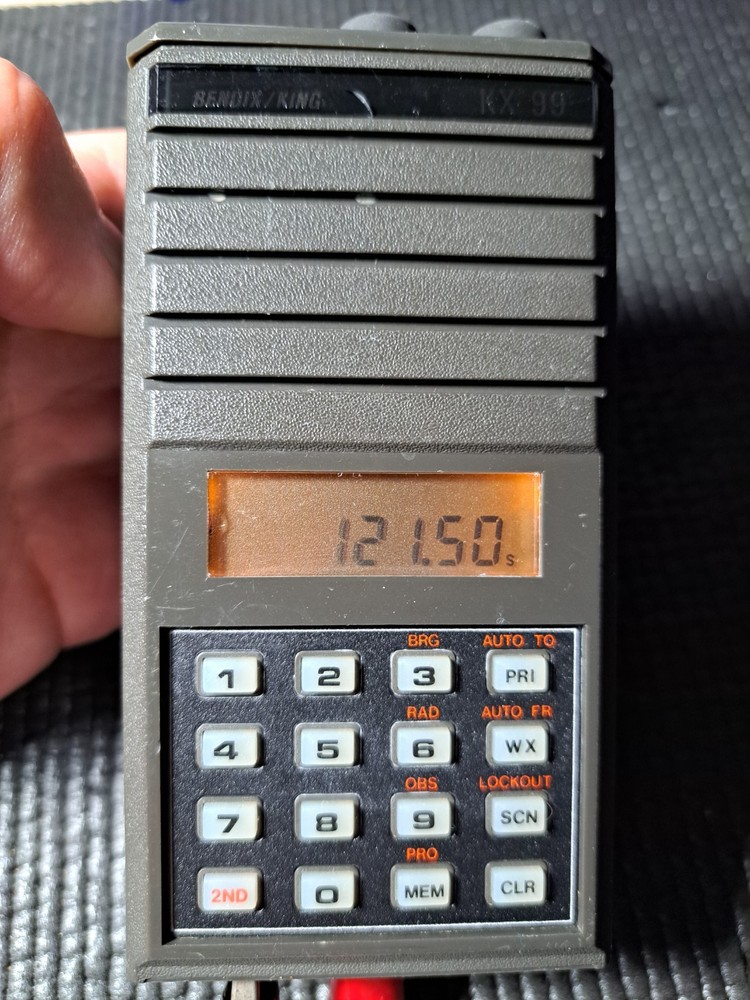 BENDIX/KING KX 99
121.50 S
BRG AUTO TO
1 2 3 PRI
RAD AUTO FR
4 5 6 WX
OBS LOCKOUT
7 8 9 SCN
PRO
2ND 0 MEM CLR